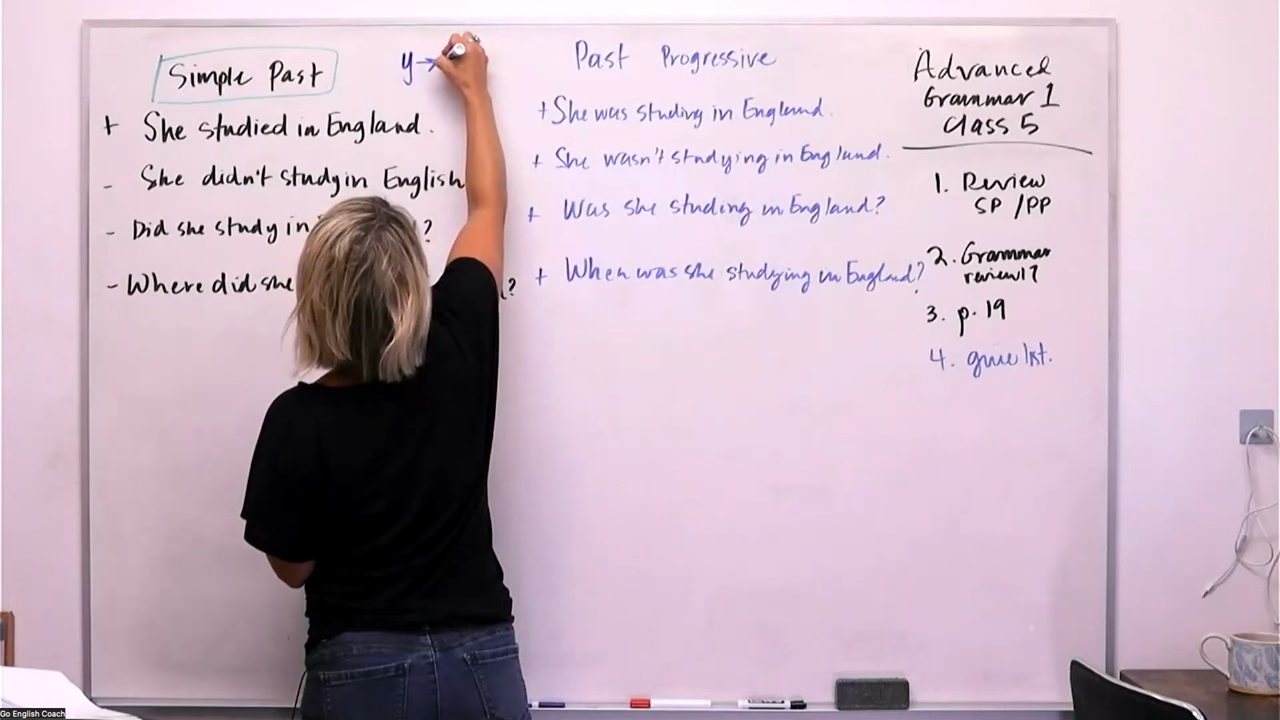 Simple Past
y→
+ She studied in England.
- She didn't study in English
- Did she study in ?
- Where did she ?
Past Progressive
+ She was studing in England.
+ She wasn't studying in England.
+ Was she studing in England?
+ When was she studying in England?
Advanced
Grammar 1
Class 5
1. Review
SP / PP
2. Grammar
review 17
3. p. 19
4.
Go English Coach